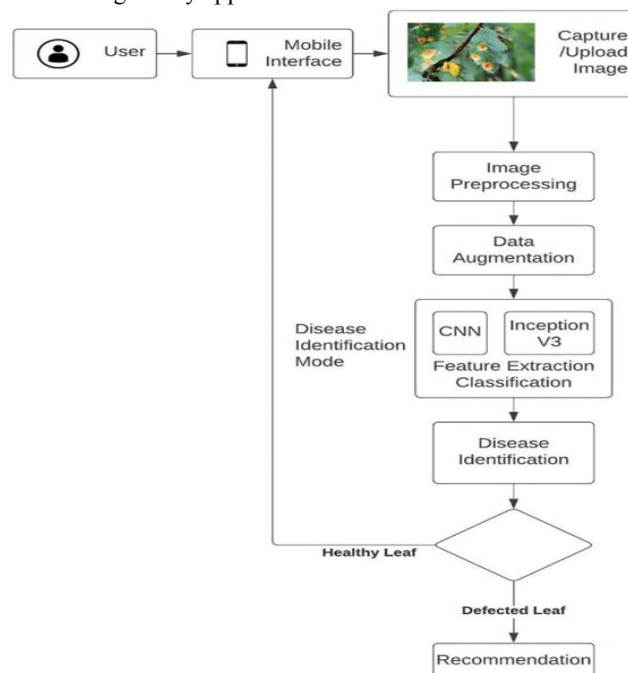 User
Mobile
Interface
Capture
/Upload
Image
Image
Preprocessing
Data
Augmentation
CNN
Inception
V3
Feature Extraction
Classification
Disease
Identification
Mode
Disease
Identification
Healthy Leaf
Defected Leaf
Recommendation